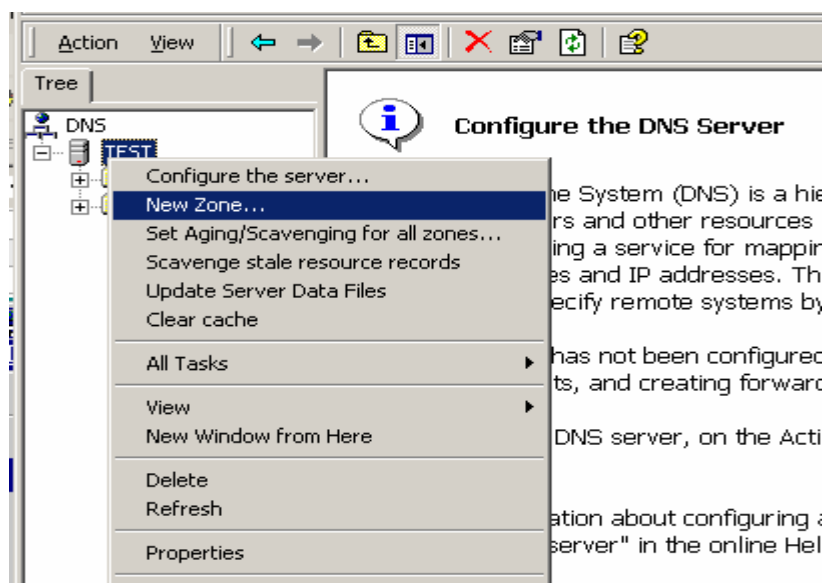 Action View
Tree
DNS
TEST
Configure the DNS Server
Configure the server...
New Zone...
Set Aging/Scavenging for all zones...
Scavenge stale resource records
Update Server Data Files
Clear cache
All Tasks
View
New Window from Here
Delete
Refresh
Properties
e System (DNS) is a hie
rs and other resources
ing a service for mappin
es and IP addresses. Th
ecify remote systems by
has not been configured
ts, and creating forward
DNS server, on the Acti
ation about configuring a
server" in the online Hel